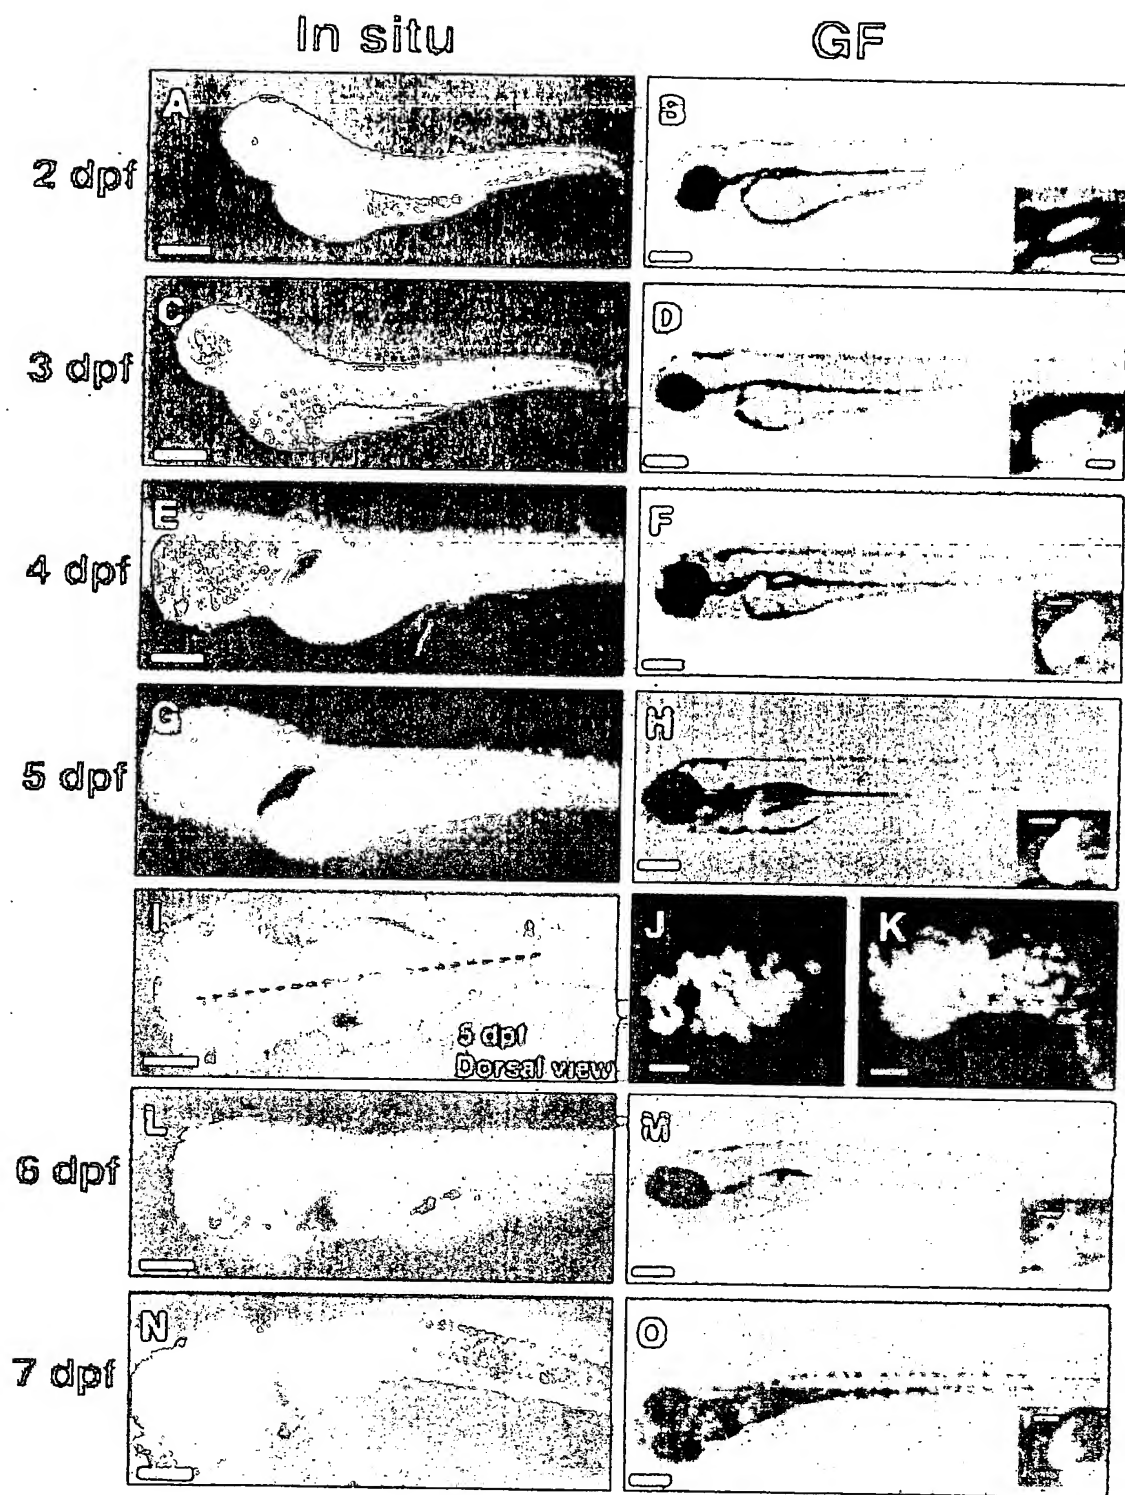 In situ GF
A B
2 dpf
C D
3 dpf
E F
4 dpf
G H
5 dpf
I J K
5 dpf
Dorsal view
L M
6 dpf
N O
7 dpf